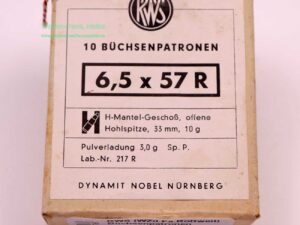 RWS
10 BÜCHSENPATRONEN
6,5 x 57 R
H H-Mantel-Geschoß, offene
Hohlspitze, 33 mm, 10 g
Pulverladung 3,0 g Sp. P.
Lab.-Nr. 217 R
DYNAMIT NOBEL NÜRNBERG